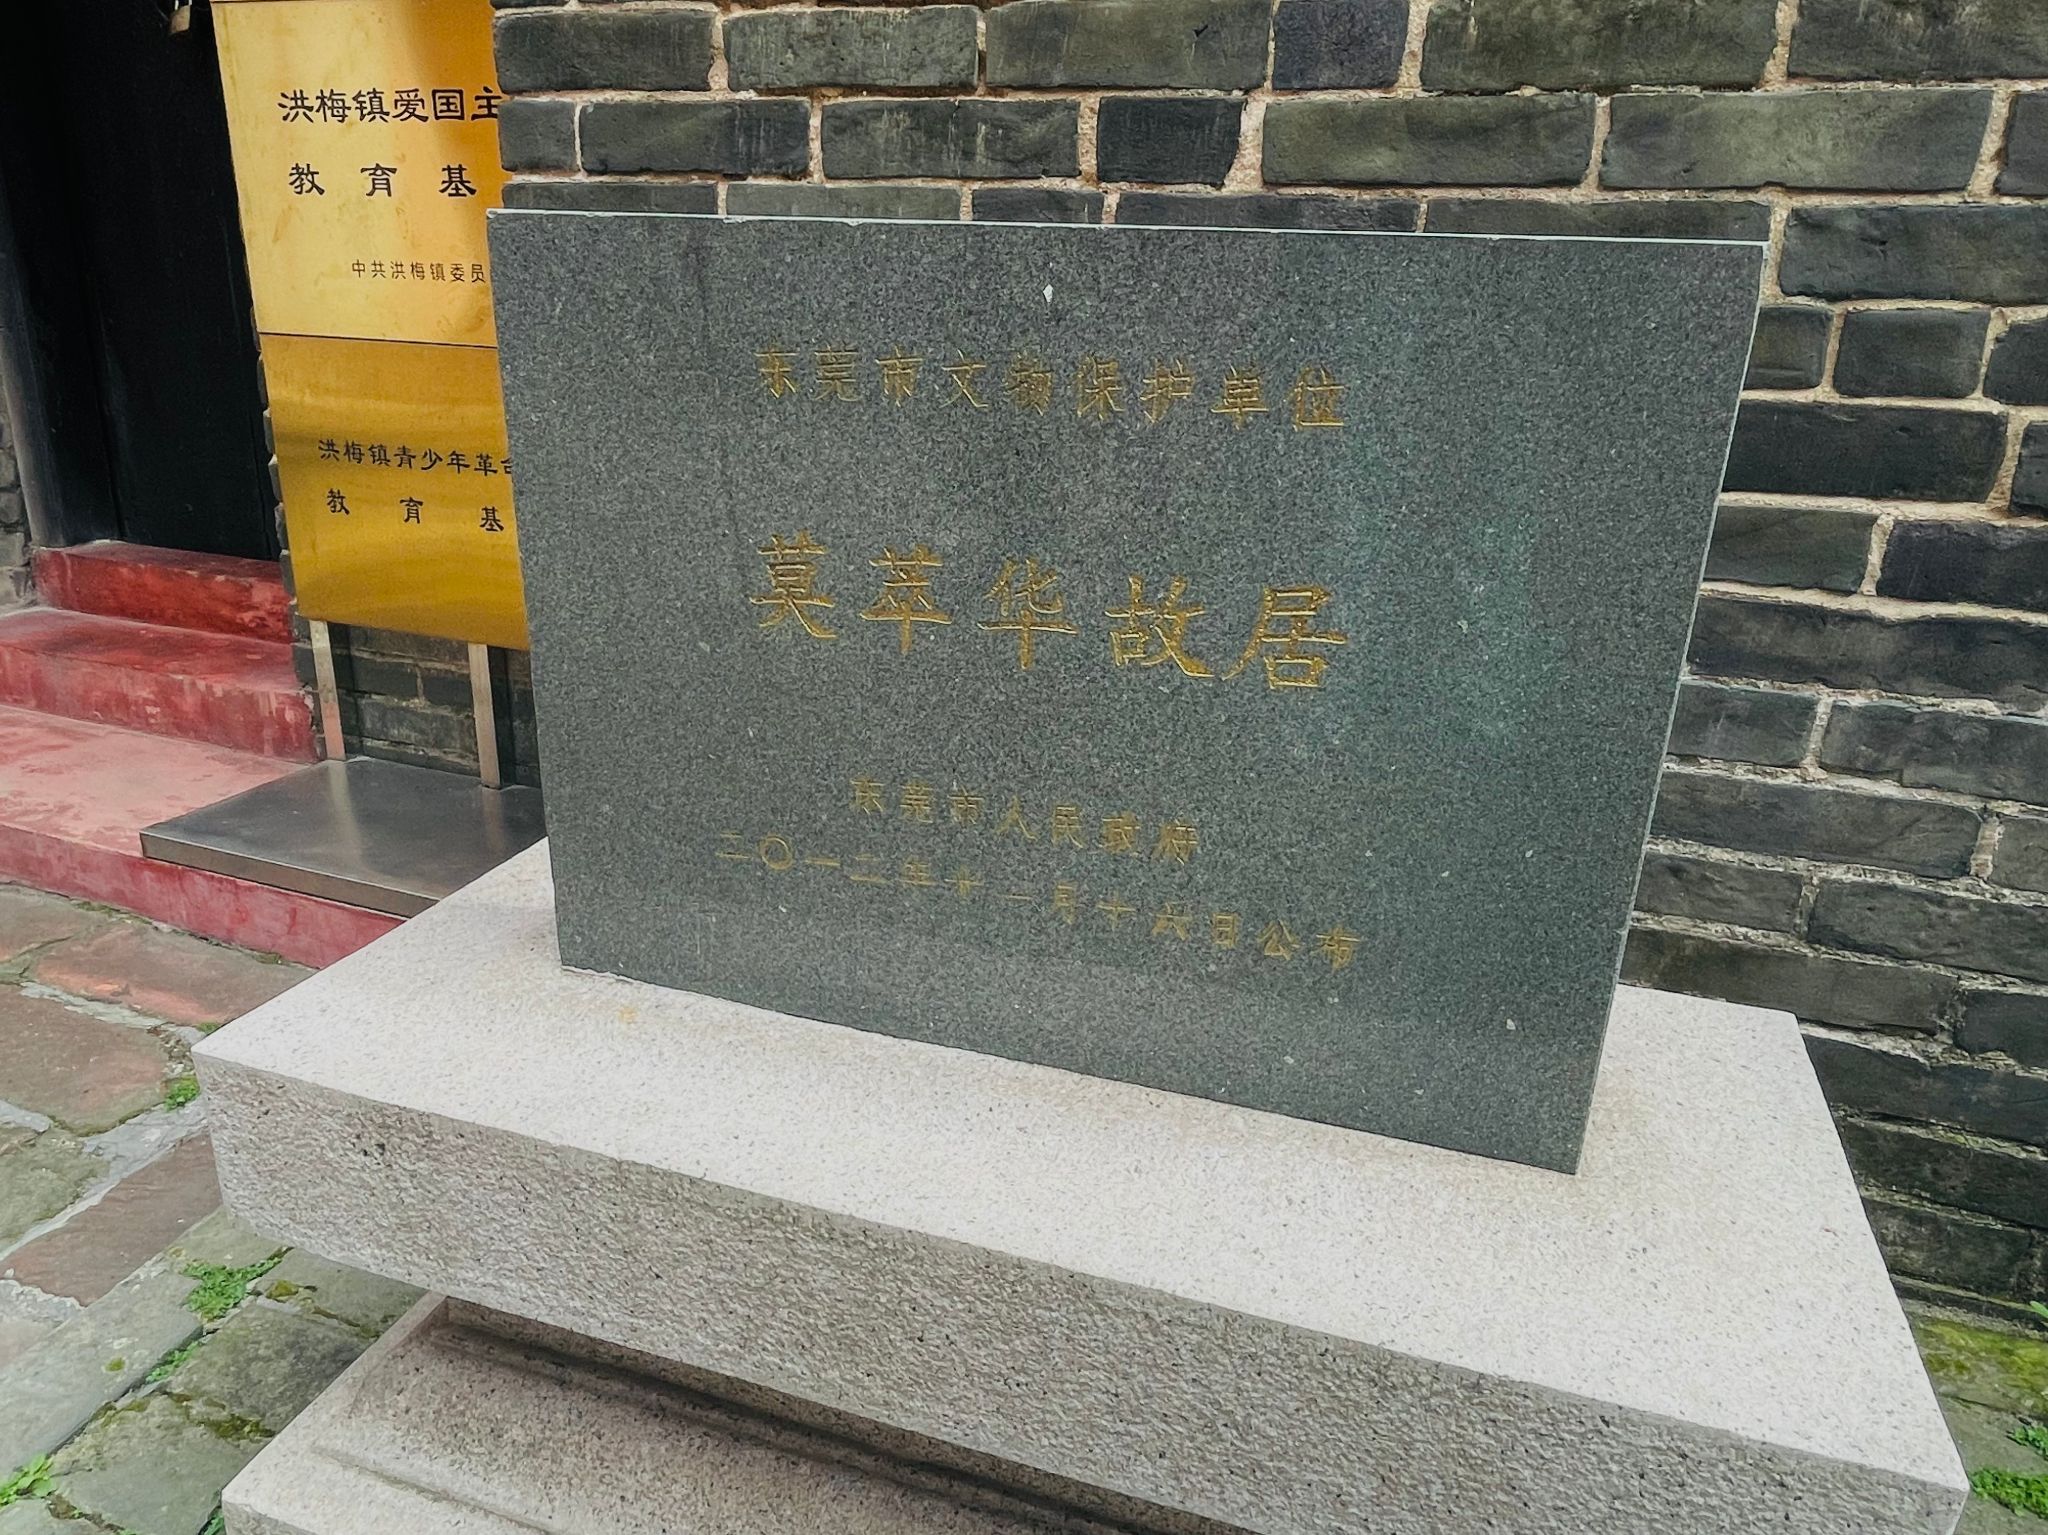 洪梅镇爱国主
教育基
中共洪梅镇委员
洪梅镇青少年革命
教育基
东莞市文物保护单位
莫萃华故居
东莞市人民政府
二〇一二年十一月十六日公布